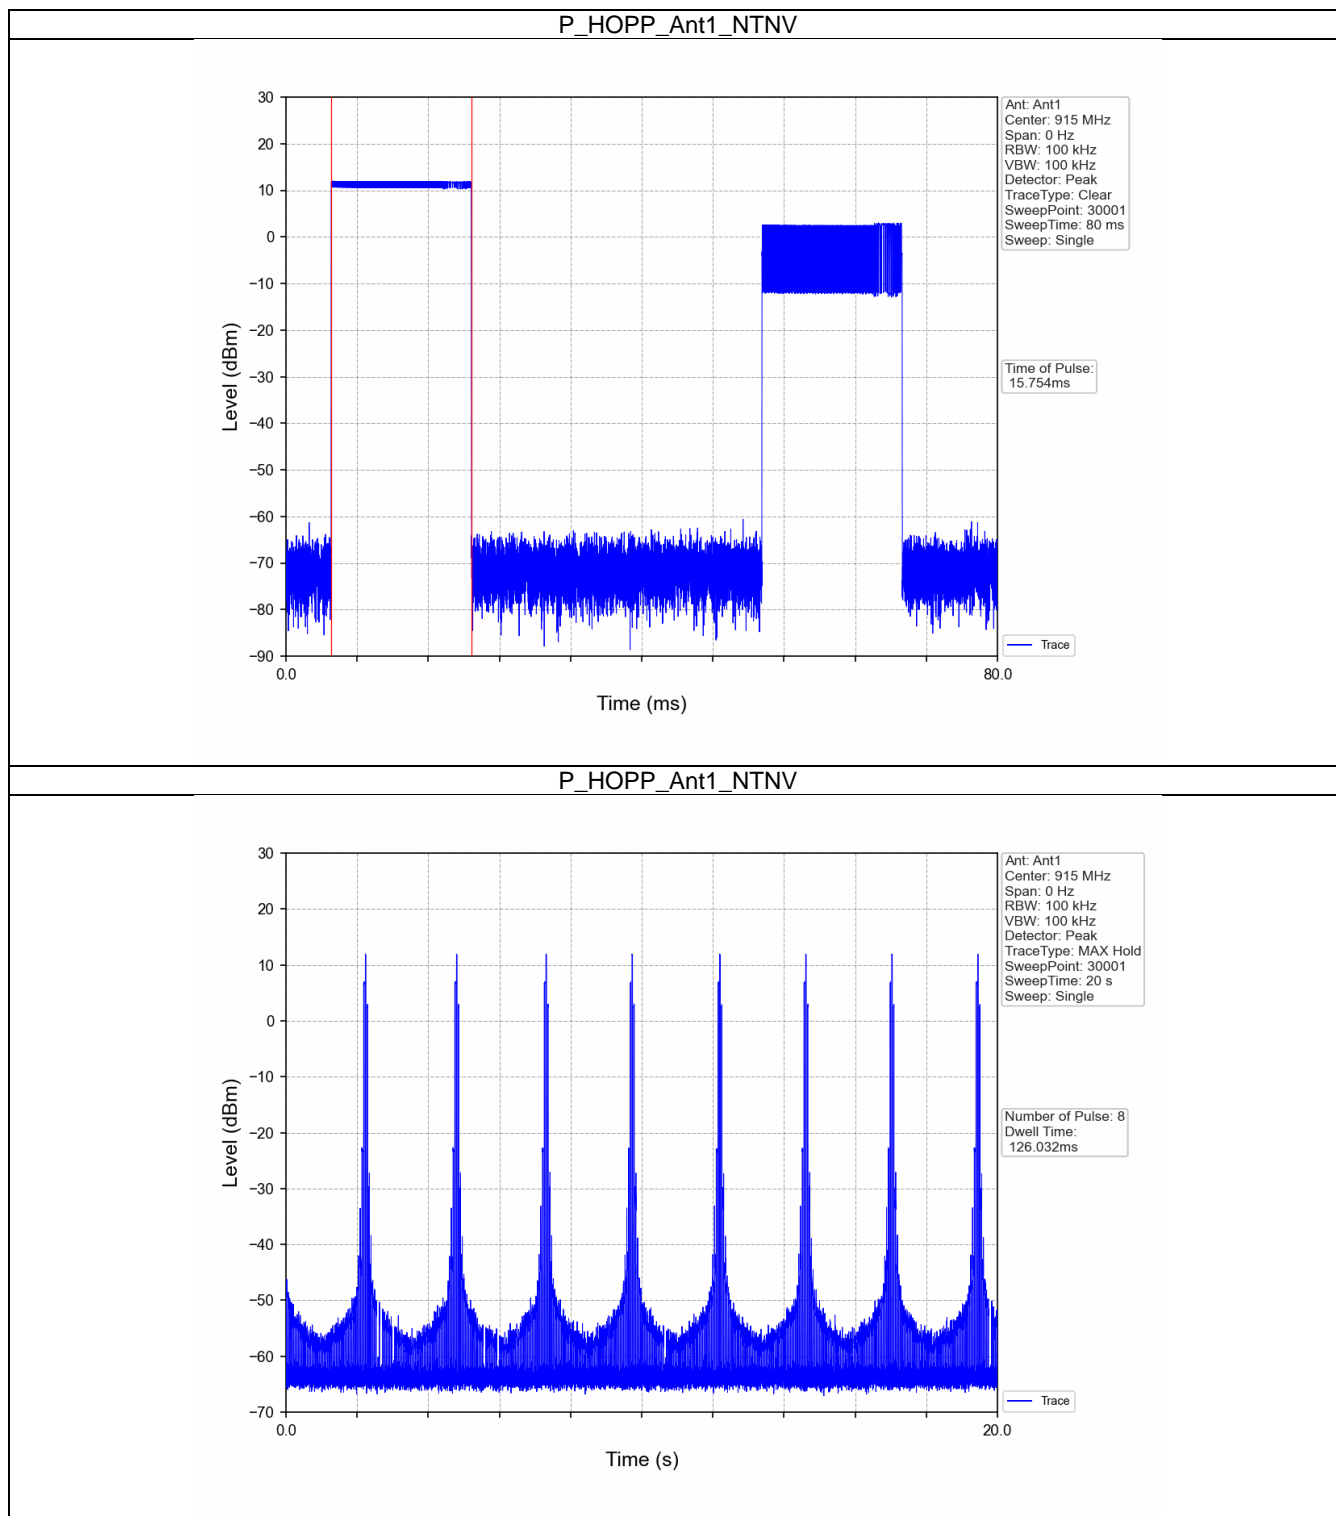 P_HOPP_Ant1_NTNV
30
20
10
0
−10
−20
−30
−40
−50
−60
−70
−80
−90
Level (dBm)
0.0
80.0
Time (ms)
Ant: Ant1
Center: 915 MHz
Span: 0 Hz
RBW: 100 kHz
VBW: 100 kHz
Detector: Peak
TraceType: Clear
SweepPoint: 30001
SweepTime: 80 ms
Sweep: Single
Time of Pulse:
15.754ms
Trace
P_HOPP_Ant1_NTNV
30
20
10
0
−10
−20
−30
−40
−50
−60
−70
Level (dBm)
0.0
20.0
Time (s)
Ant: Ant1
Center: 915 MHz
Span: 0 Hz
RBW: 100 kHz
VBW: 100 kHz
Detector: Peak
TraceType: MAX Hold
SweepPoint: 30001
SweepTime: 20 s
Sweep: Single
Number of Pulse: 8
Dwell Time:
126.032ms
Trace